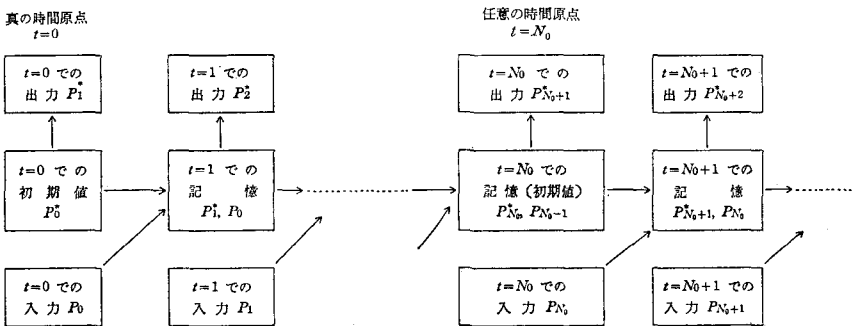 真の時間原点
t=0
任意の時間原点
t=N₀
t=0 での
出 力 P₁*
t=1 での
出 力 P₂*
t=N₀ で の
出 力 P*N₀+1
t=N₀+1 で の
出 力 P*N₀+2
t=0 での
初 期 値
P₀*
t=1 での
記 憶
P₁*, P₀
t=N₀ での
記 憶 (初期値)
P*N₀, PN₀−1
t=N₀+1 での
記 憶
P*N₀+1, PN₀
t=0 での
入 力 P₀
t=1 での
入 力 P₁
t=N₀ での
入 力 PN₀
t=N₀+1 での
入 力 PN₀+1